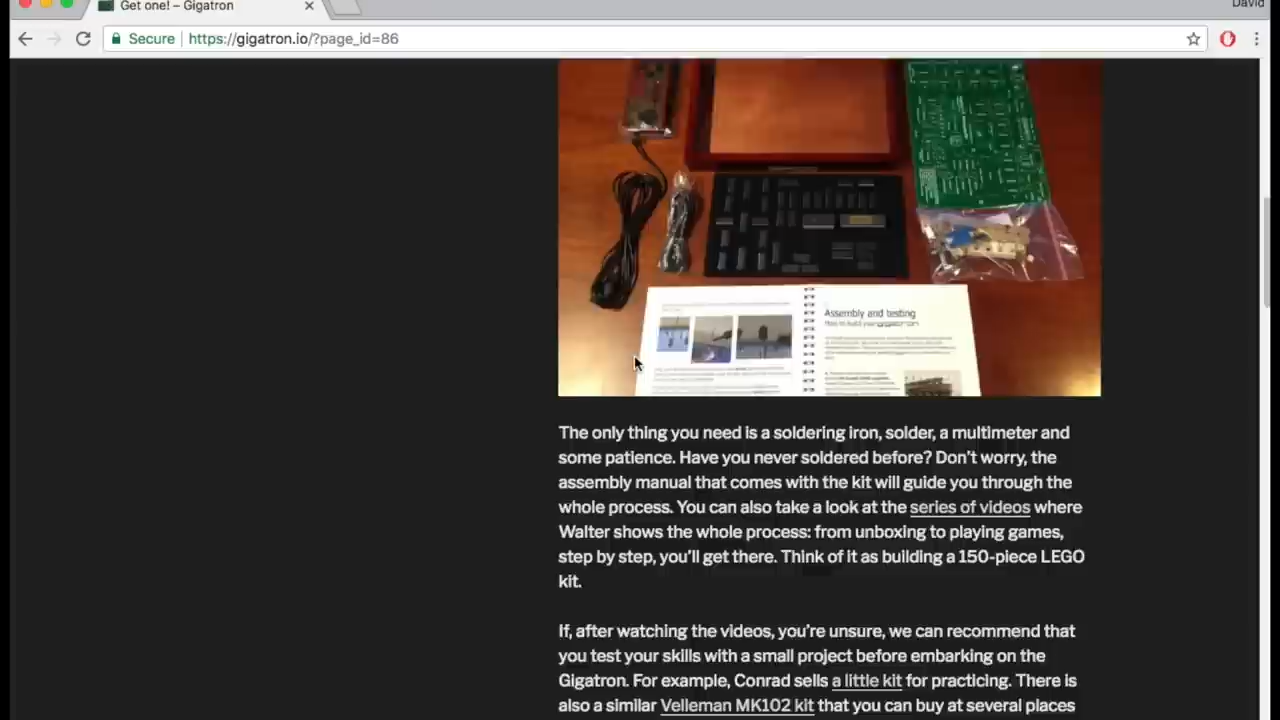 David
Get one! – Gigatron
Secure
https://gigatron.io/?page_id=86
Assembly and testing
The only thing you need is a soldering iron, solder, a multimeter and
some patience. Have you never soldered before? Don't worry, the
assembly manual that comes with the kit will guide you through the
whole process. You can also take a look at the series of videos where
Walter shows the whole process: from unboxing to playing games,
step by step, you'll get there. Think of it as building a 150-piece LEGO
kit.
If, after watching the videos, you're unsure, we can recommend that
you test your skills with a small project before embarking on the
Gigatron. For example, Conrad sells a little kit for practicing. There is
also a similar Velleman MK102 kit that you can buy at several places